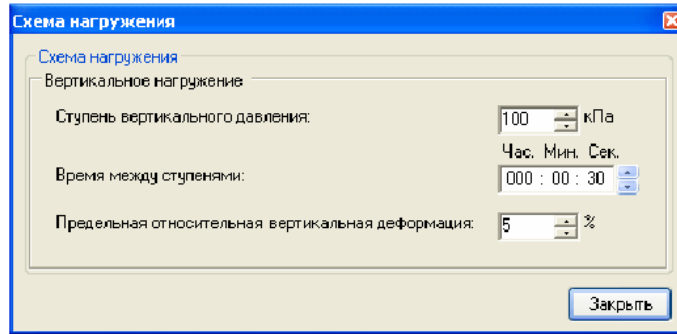 Схема нагружения
Схема нагружения
Вертикальное нагружение
Ступень вертикального давления: 100 кПа
Час. Мин. Сек.
Время между ступенями: 000 : 00 : 30
Предельная относительная вертикальная деформация: 5 %
Закрыть